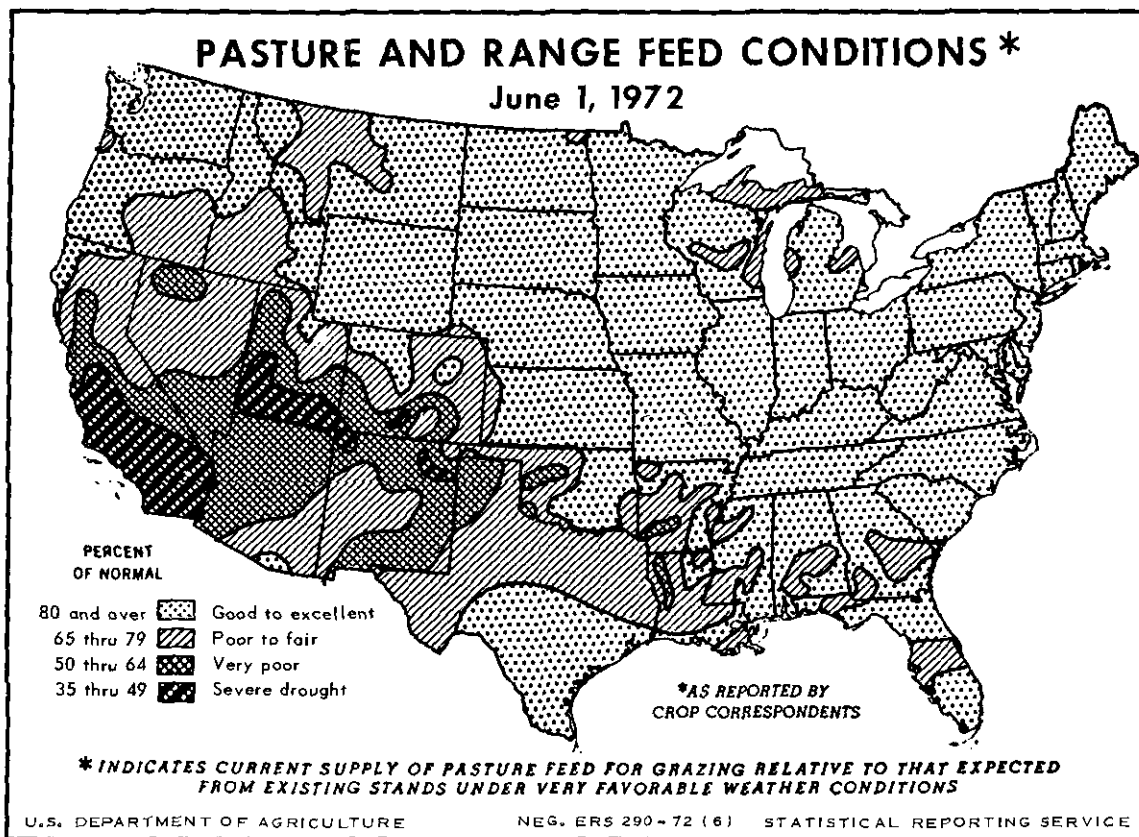 PASTURE AND RANGE FEED CONDITIONS *
June 1, 1972
PERCENT
OF NORMAL
80 and over Good to excellent
65 thru 79 Poor to fair
50 thru 64 Very poor
35 thru 49 Severe drought
*AS REPORTED BY
CROP CORRESPONDENTS
* INDICATES CURRENT SUPPLY OF PASTURE FEED FOR GRAZING RELATIVE TO THAT EXPECTED
FROM EXISTING STANDS UNDER VERY FAVORABLE WEATHER CONDITIONS
U.S. DEPARTMENT OF AGRICULTURE NEG. ERS 290-72 (6) STATISTICAL REPORTING SERVICE